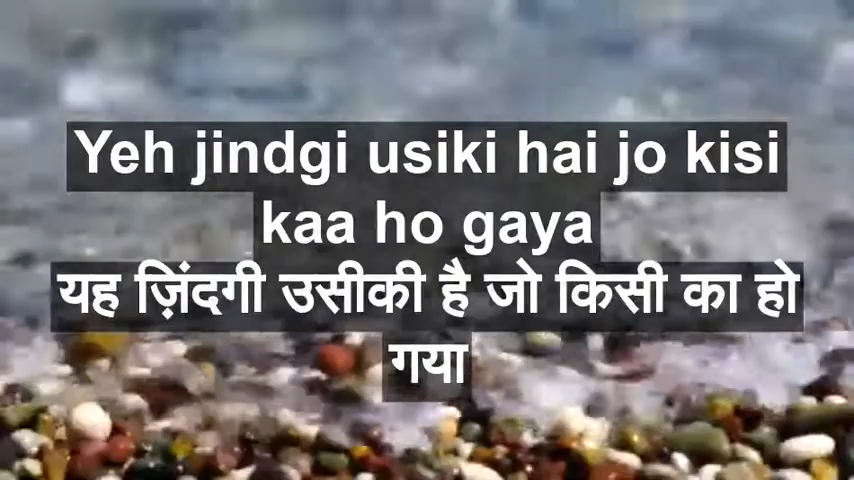 Yeh jindgi usiki hai jo kisi
kaa ho gaya
यह ज़िंदगी उसीकी है जो किसी का हो
गया